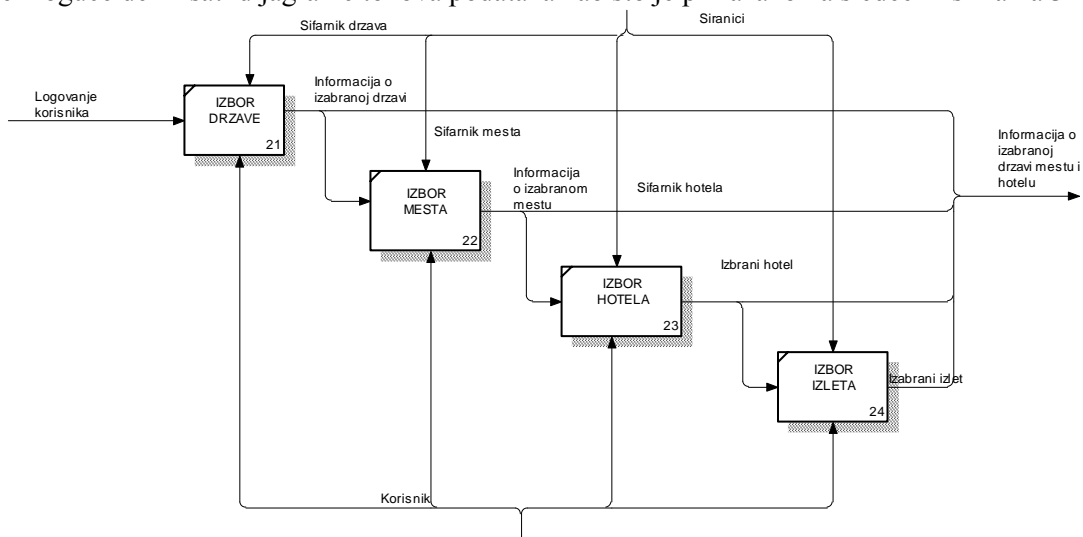 Siranici
Sifarnik drzava
Informacija o
izabranoj drzavi
Logovanje
korisnika
IZBOR
DRZAVE
21
Sifarnik mesta
Informacija o
izabranoj
drzavi mestu i
hotelu
Informacija
o izabranom
mestu
Sifarnik hotela
IZBOR
MESTA
22
Izbrani hotel
IZBOR
HOTELA
23
IZBOR
IZLETA
24
Izabrani izlet
Korisnik